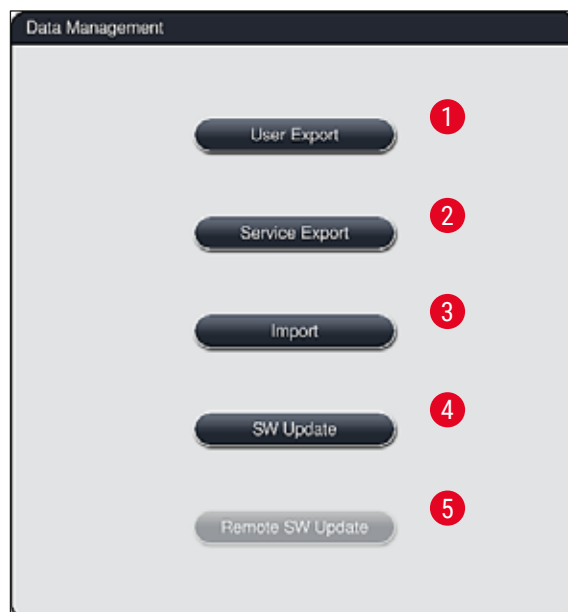 Data Management
User Export
1
Service Export
2
Import
3
SW Update
4
Remote SW Update
5